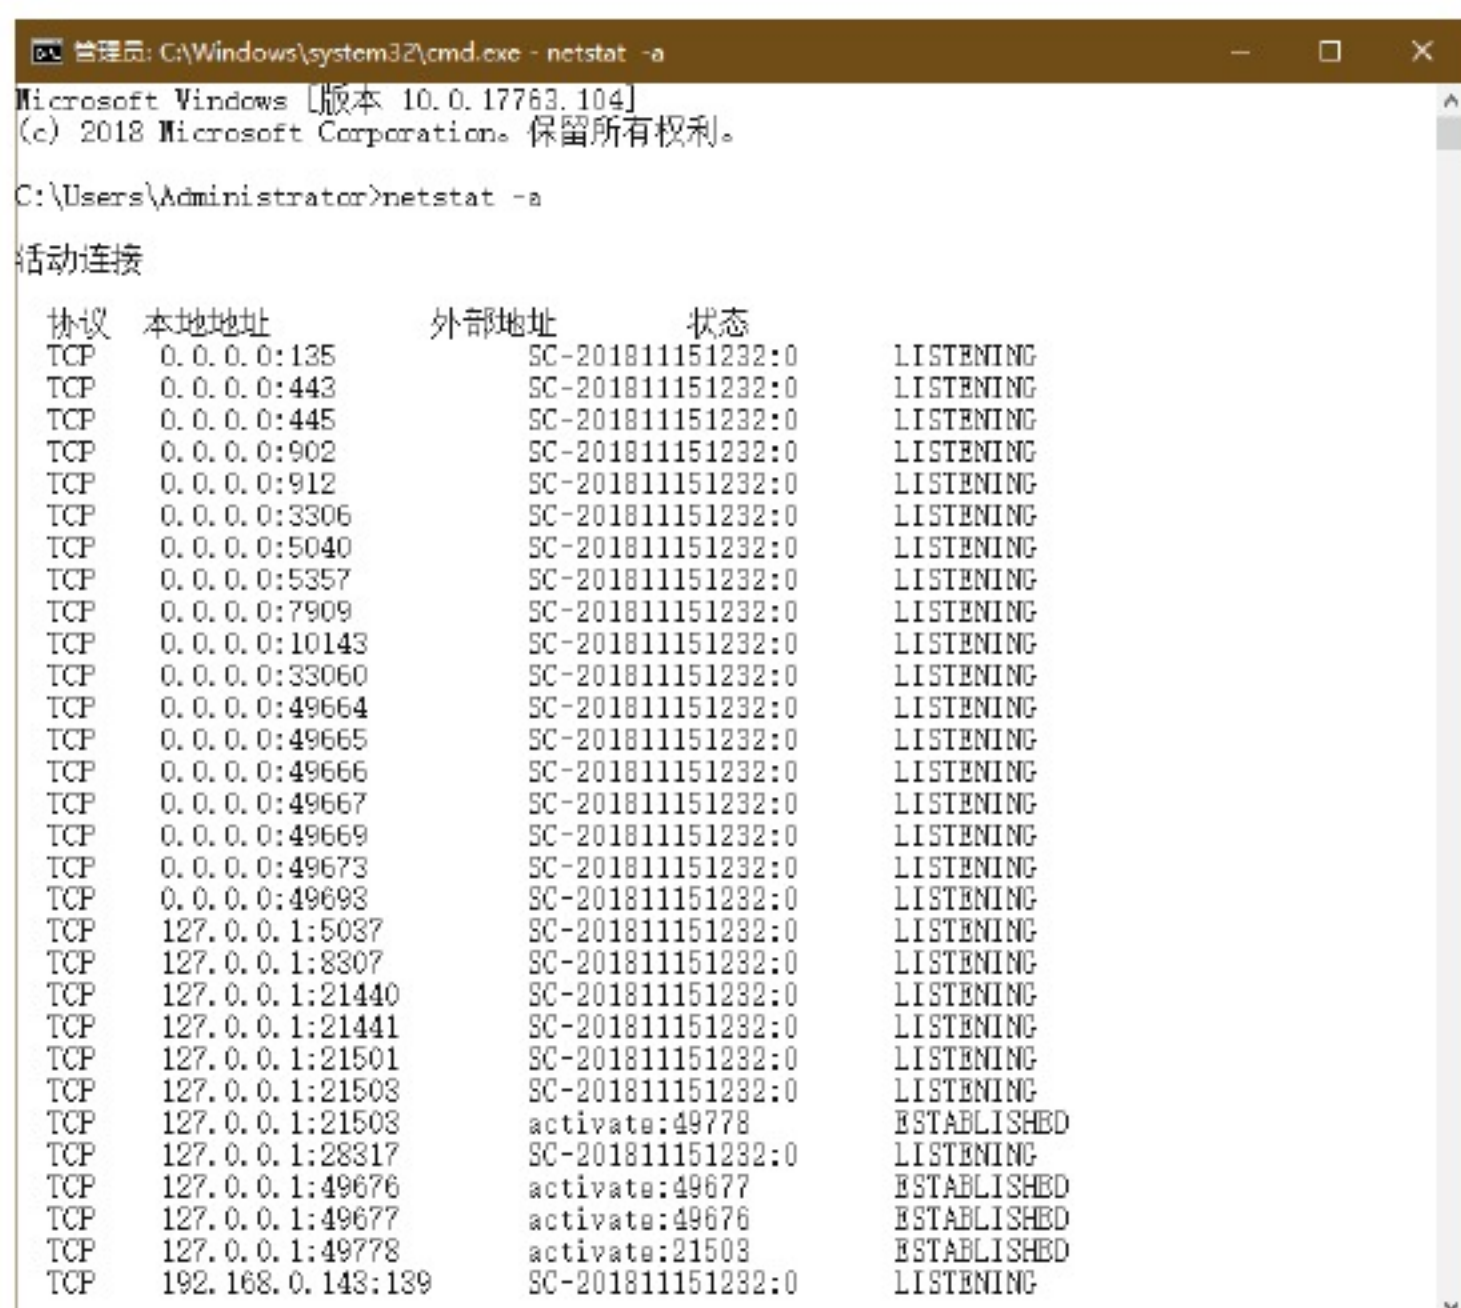 管理员: C:\Windows\system32\cmd.exe - netstat -a
Microsoft Windows [版本 10.0.17763.104]
(c) 2018 Microsoft Corporation。保留所有权利。
C:\Users\Administrator>netstat -a
活动连接
协议 本地地址 外部地址 状态
TCP 0.0.0.0:135 SC-201811151232:0 LISTENING
TCP 0.0.0.0:443 SC-201811151232:0 LISTENING
TCP 0.0.0.0:445 SC-201811151232:0 LISTENING
TCP 0.0.0.0:902 SC-201811151232:0 LISTENING
TCP 0.0.0.0:912 SC-201811151232:0 LISTENING
TCP 0.0.0.0:3306 SC-201811151232:0 LISTENING
TCP 0.0.0.0:5040 SC-201811151232:0 LISTENING
TCP 0.0.0.0:5357 SC-201811151232:0 LISTENING
TCP 0.0.0.0:7909 SC-201811151232:0 LISTENING
TCP 0.0.0.0:10143 SC-201811151232:0 LISTENING
TCP 0.0.0.0:33060 SC-201811151232:0 LISTENING
TCP 0.0.0.0:49664 SC-201811151232:0 LISTENING
TCP 0.0.0.0:49665 SC-201811151232:0 LISTENING
TCP 0.0.0.0:49666 SC-201811151232:0 LISTENING
TCP 0.0.0.0:49667 SC-201811151232:0 LISTENING
TCP 0.0.0.0:49669 SC-201811151232:0 LISTENING
TCP 0.0.0.0:49673 SC-201811151232:0 LISTENING
TCP 0.0.0.0:49693 SC-201811151232:0 LISTENING
TCP 127.0.0.1:5037 SC-201811151232:0 LISTENING
TCP 127.0.0.1:8307 SC-201811151232:0 LISTENING
TCP 127.0.0.1:21440 SC-201811151232:0 LISTENING
TCP 127.0.0.1:21441 SC-201811151232:0 LISTENING
TCP 127.0.0.1:21501 SC-201811151232:0 LISTENING
TCP 127.0.0.1:21503 SC-201811151232:0 LISTENING
TCP 127.0.0.1:21503 activate:49778 ESTABLISHED
TCP 127.0.0.1:28317 SC-201811151232:0 LISTENING
TCP 127.0.0.1:49676 activate:49677 ESTABLISHED
TCP 127.0.0.1:49677 activate:49676 ESTABLISHED
TCP 127.0.0.1:49778 activate:21503 ESTABLISHED
TCP 192.168.0.143:139 SC-201811151232:0 LISTENING